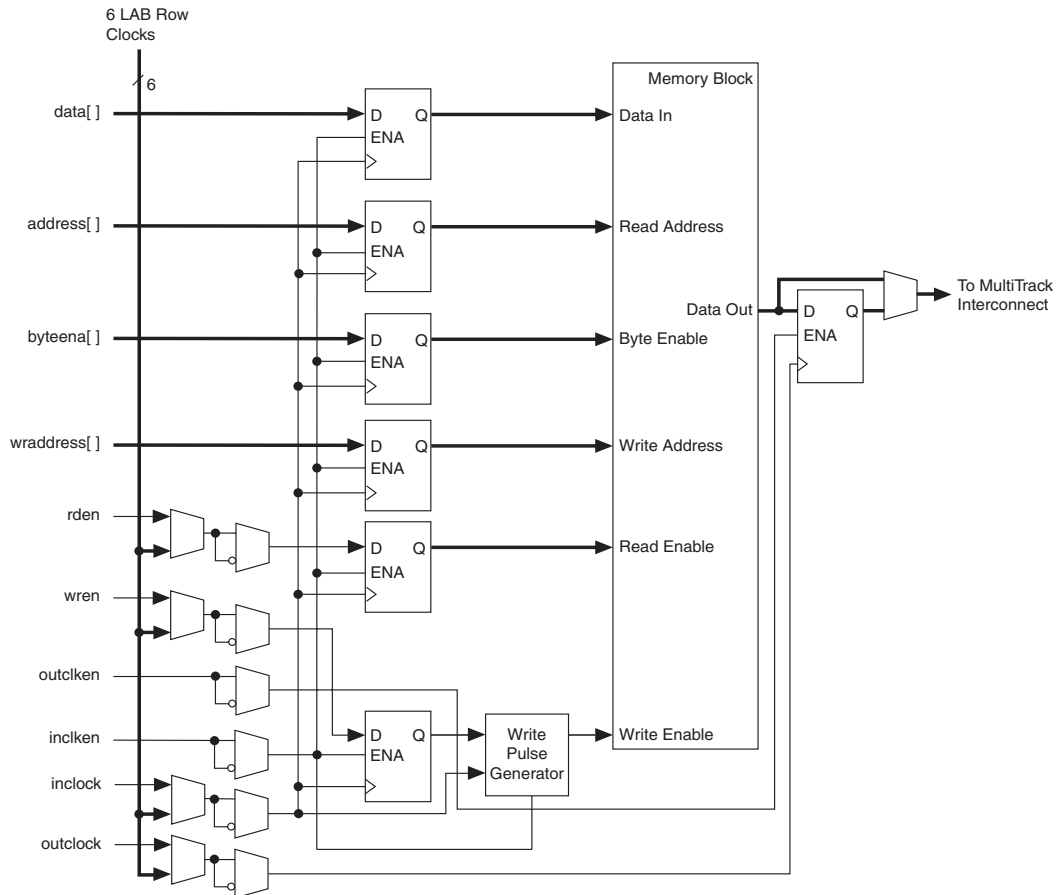 6 LAB Row
Clocks
6
Memory Block
data[ ]
D Q
ENA
Data In
address[ ]
D Q
ENA
Read Address
To MultiTrack
Interconnect
Data Out
D Q
ENA
byteena[ ]
D Q
ENA
Byte Enable
wraddress[ ]
D Q
ENA
Write Address
rden
D Q
ENA
Read Enable
wren
outclken
inclken
D Q
ENA
Write
Pulse
Generator
Write Enable
inclock
outclock